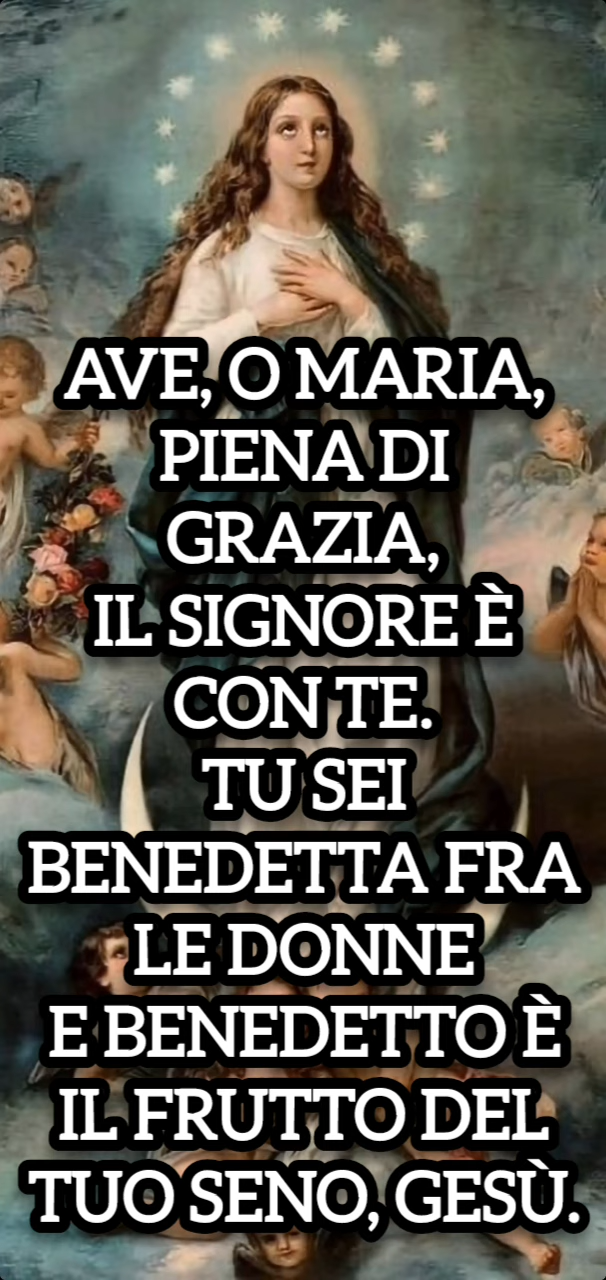 AVE, O MARIA,
PIENA DI
GRAZIA,
IL SIGNORE È
CON TE.
TU SEI
BENEDETTA FRA
LE DONNE
E BENEDETTO È
IL FRUTTO DEL
TUO SENO, GESÙ.